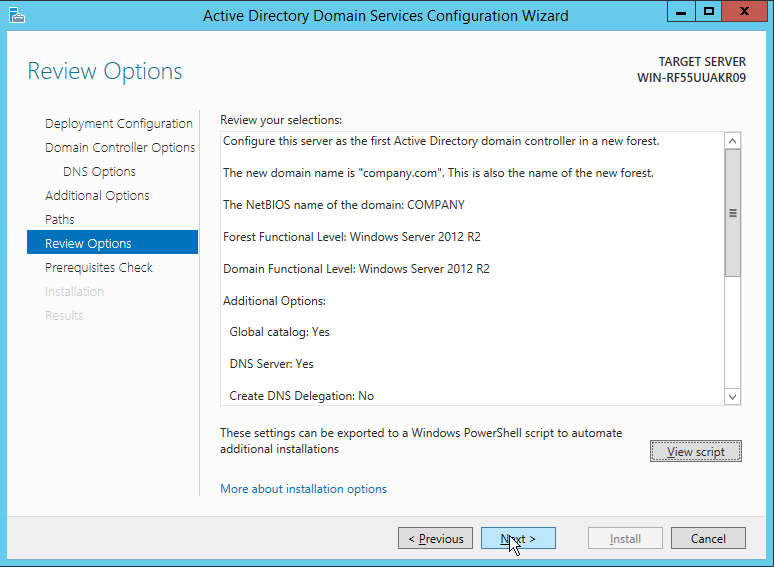 Active Directory Domain Services Configuration Wizard
Review Options
TARGET SERVER
WIN-RF55UUAKR09
Deployment Configuration
Domain Controller Options
DNS Options
Additional Options
Paths
Review Options
Prerequisites Check
Installation
Results
Review your selections:
Configure this server as the first Active Directory domain controller in a new forest.
The new domain name is "company.com". This is also the name of the new forest.
The NetBIOS name of the domain: COMPANY
Forest Functional Level: Windows Server 2012 R2
Domain Functional Level: Windows Server 2012 R2
Additional Options:
Global catalog: Yes
DNS Server: Yes
Create DNS Delegation: No
These settings can be exported to a Windows PowerShell script to automate
additional installations
View script
More about installation options
< Previous
Next >
Install
Cancel